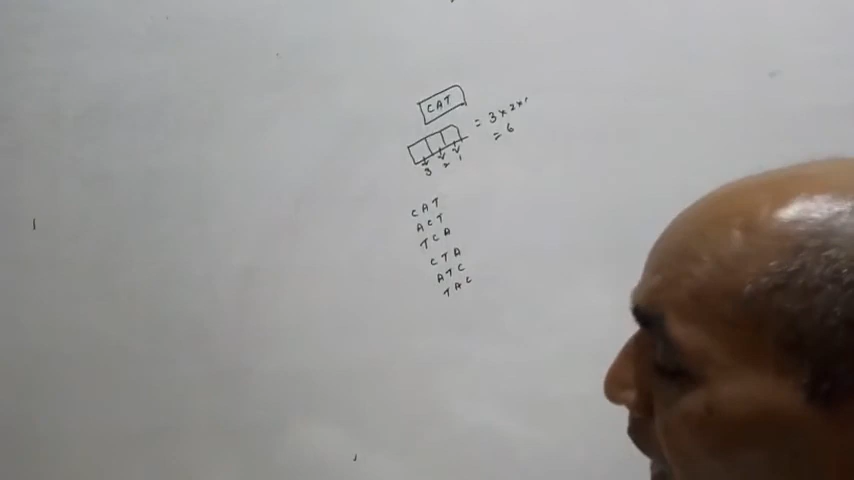 CAT
= 3 × 2 × 1
= 6
3 2 1
CAT
ACT
TCA
CTA
ATC
TAC